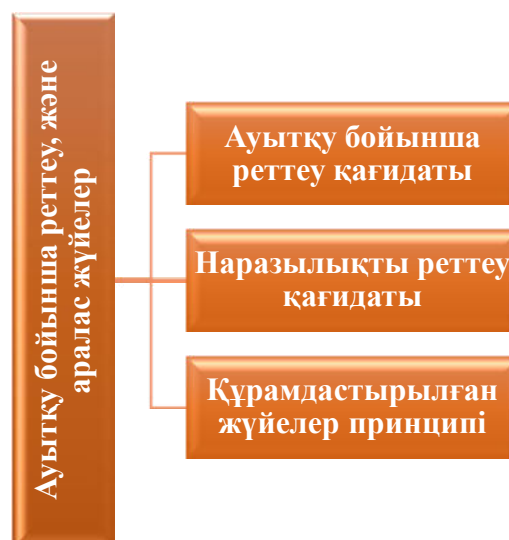 Ауытқу бойынша реттеу, және
аралас жүйелер
Ауытқу бойынша
реттеу қағидаты
Наразылықты реттеу
қағидаты
Құрамдастырылған
жүйелер принципі